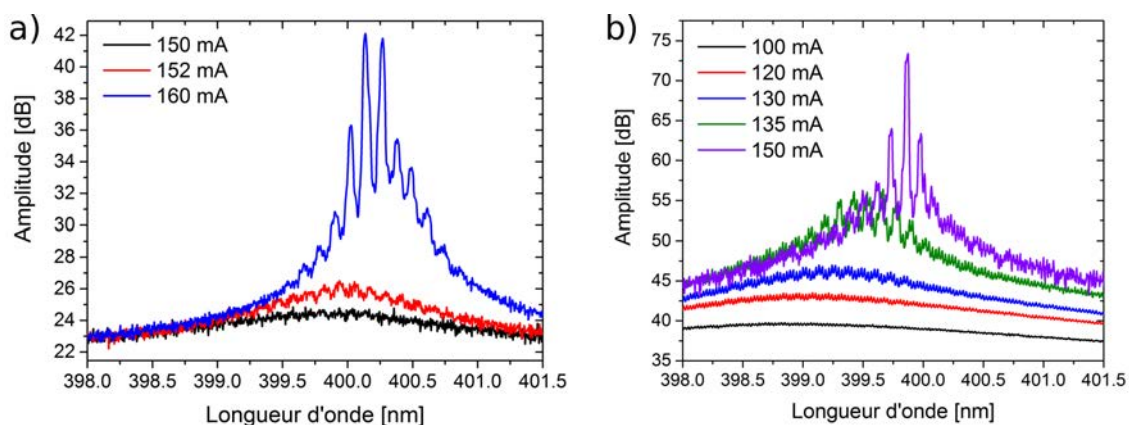 a)
150 mA
152 mA
160 mA
Amplitude [dB]
42
40
38
36
34
32
30
28
26
24
22
398.0 398.5 399.0 399.5 400.0 400.5 401.0 401.5
Longueur d'onde [nm]
b)
100 mA
120 mA
130 mA
135 mA
150 mA
Amplitude [dB]
75
70
65
60
55
50
45
40
35
398.0 398.5 399.0 399.5 400.0 400.5 401.0 401.5
Longueur d'onde [nm]